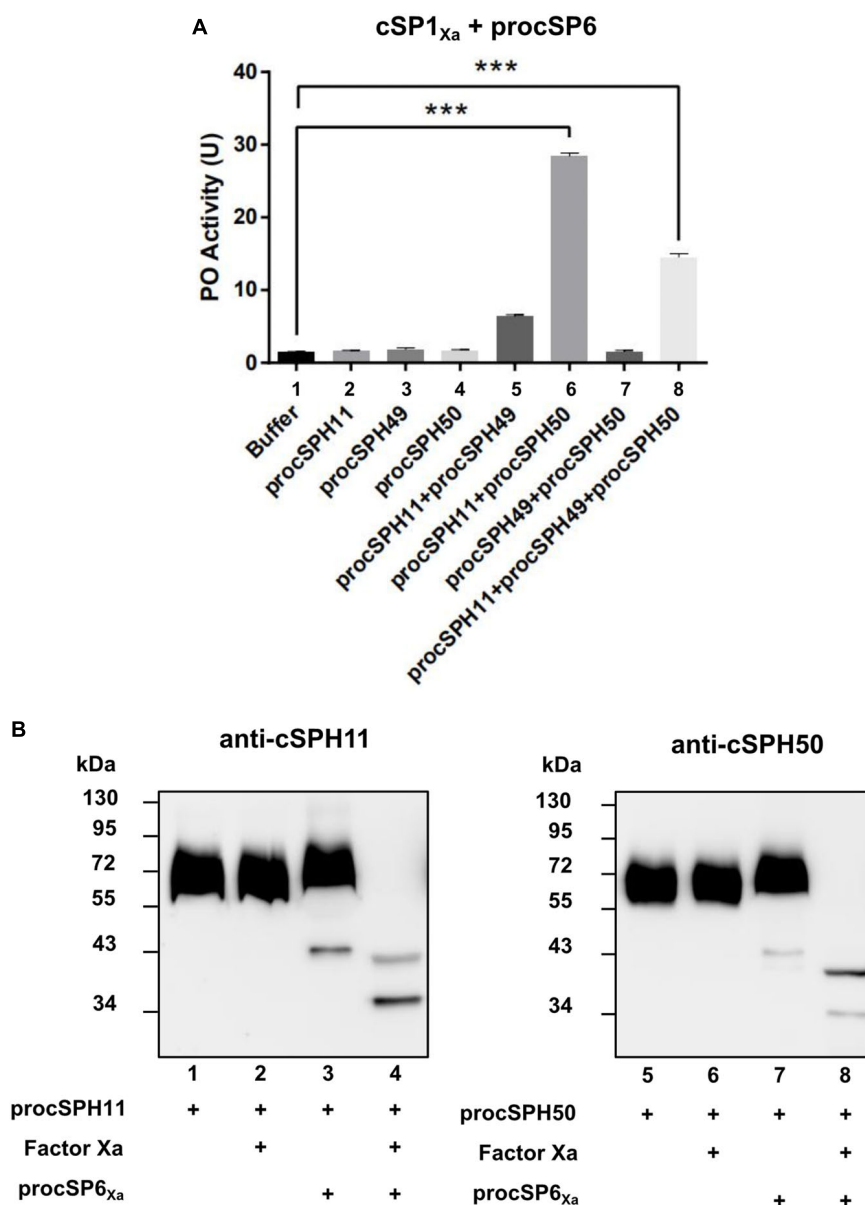 A
cSP1Xa + procSP6
PO Activity (U)
40
30
20
10
0
***
***
1 2 3 4 5 6 7 8
Buffer
procSPH11
procSPH49
procSPH50
procSPH11+procSPH49
procSPH11+procSPH50
procSPH49+procSPH50
procSPH11+procSPH49+procSPH50
B
anti-cSPH11
kDa
130
95
72
55
43
34
1 2 3 4
procSPH11 + + + +
Factor Xa + +
procSP6Xa + +
anti-cSPH50
kDa
130
95
72
55
43
34
5 6 7 8
procSPH50 + + + +
Factor Xa + +
procSP6Xa + +